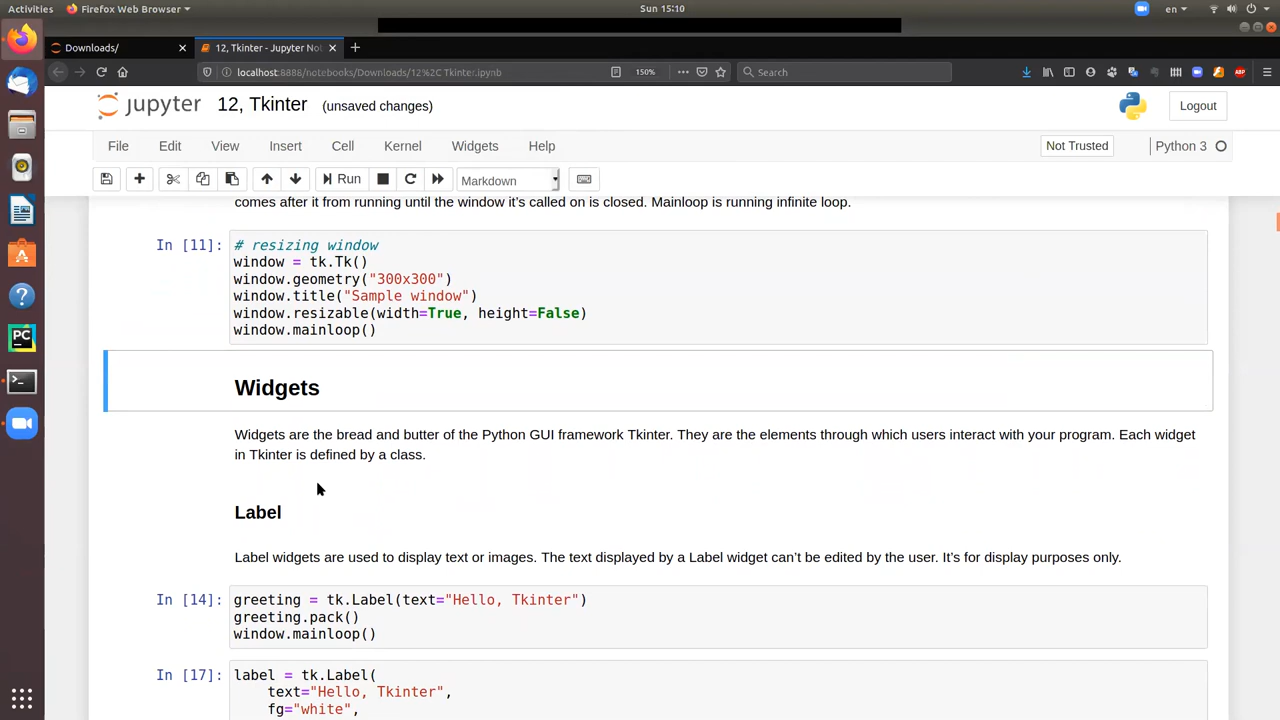 Activities Firefox Web Browser Sun 15:10 en
Downloads/ 12, Tkinter - Jupyter No
localhost:8888/notebooks/Downloads/12%2C Tkinter.ipynb 150% Search ABP
jupyter 12, Tkinter (unsaved changes) Logout
File Edit View Insert Cell Kernel Widgets Help Not Trusted Python 3
Run Markdown
comes after it from running until the window it's called on is closed. Mainloop is running infinite loop.
In [11]: # resizing window
window = tk.Tk()
window.geometry("300x300")
window.title("Sample window")
window.resizable(width=True, height=False)
window.mainloop()
Widgets
Widgets are the bread and butter of the Python GUI framework Tkinter. They are the elements through which users interact with your program. Each widget
in Tkinter is defined by a class.
Label
Label widgets are used to display text or images. The text displayed by a Label widget can't be edited by the user. It's for display purposes only.
In [14]: greeting = tk.Label(text="Hello, Tkinter")
greeting.pack()
window.mainloop()
In [17]: label = tk.Label(
text="Hello, Tkinter",
fg="white",
PC